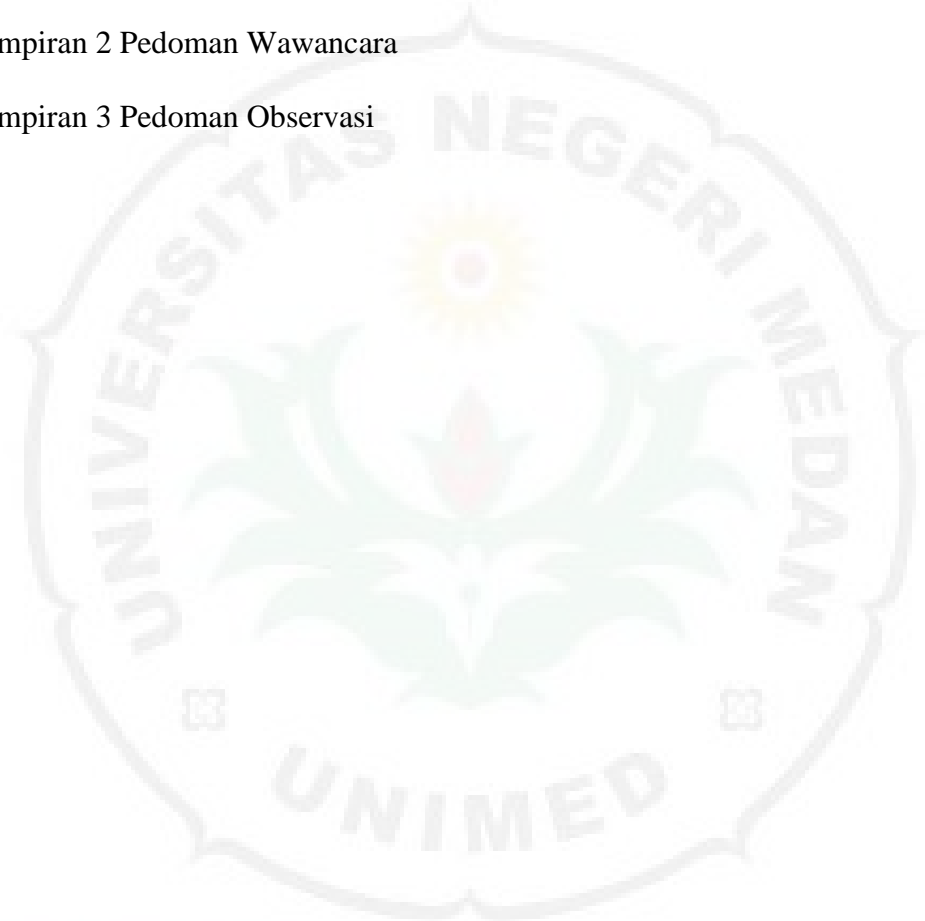 mpiran 2 Pedoman Wawancara
mpiran 3 Pedoman Observasi
UNIVERSITAS NEGERI MEDAN
UNIMED